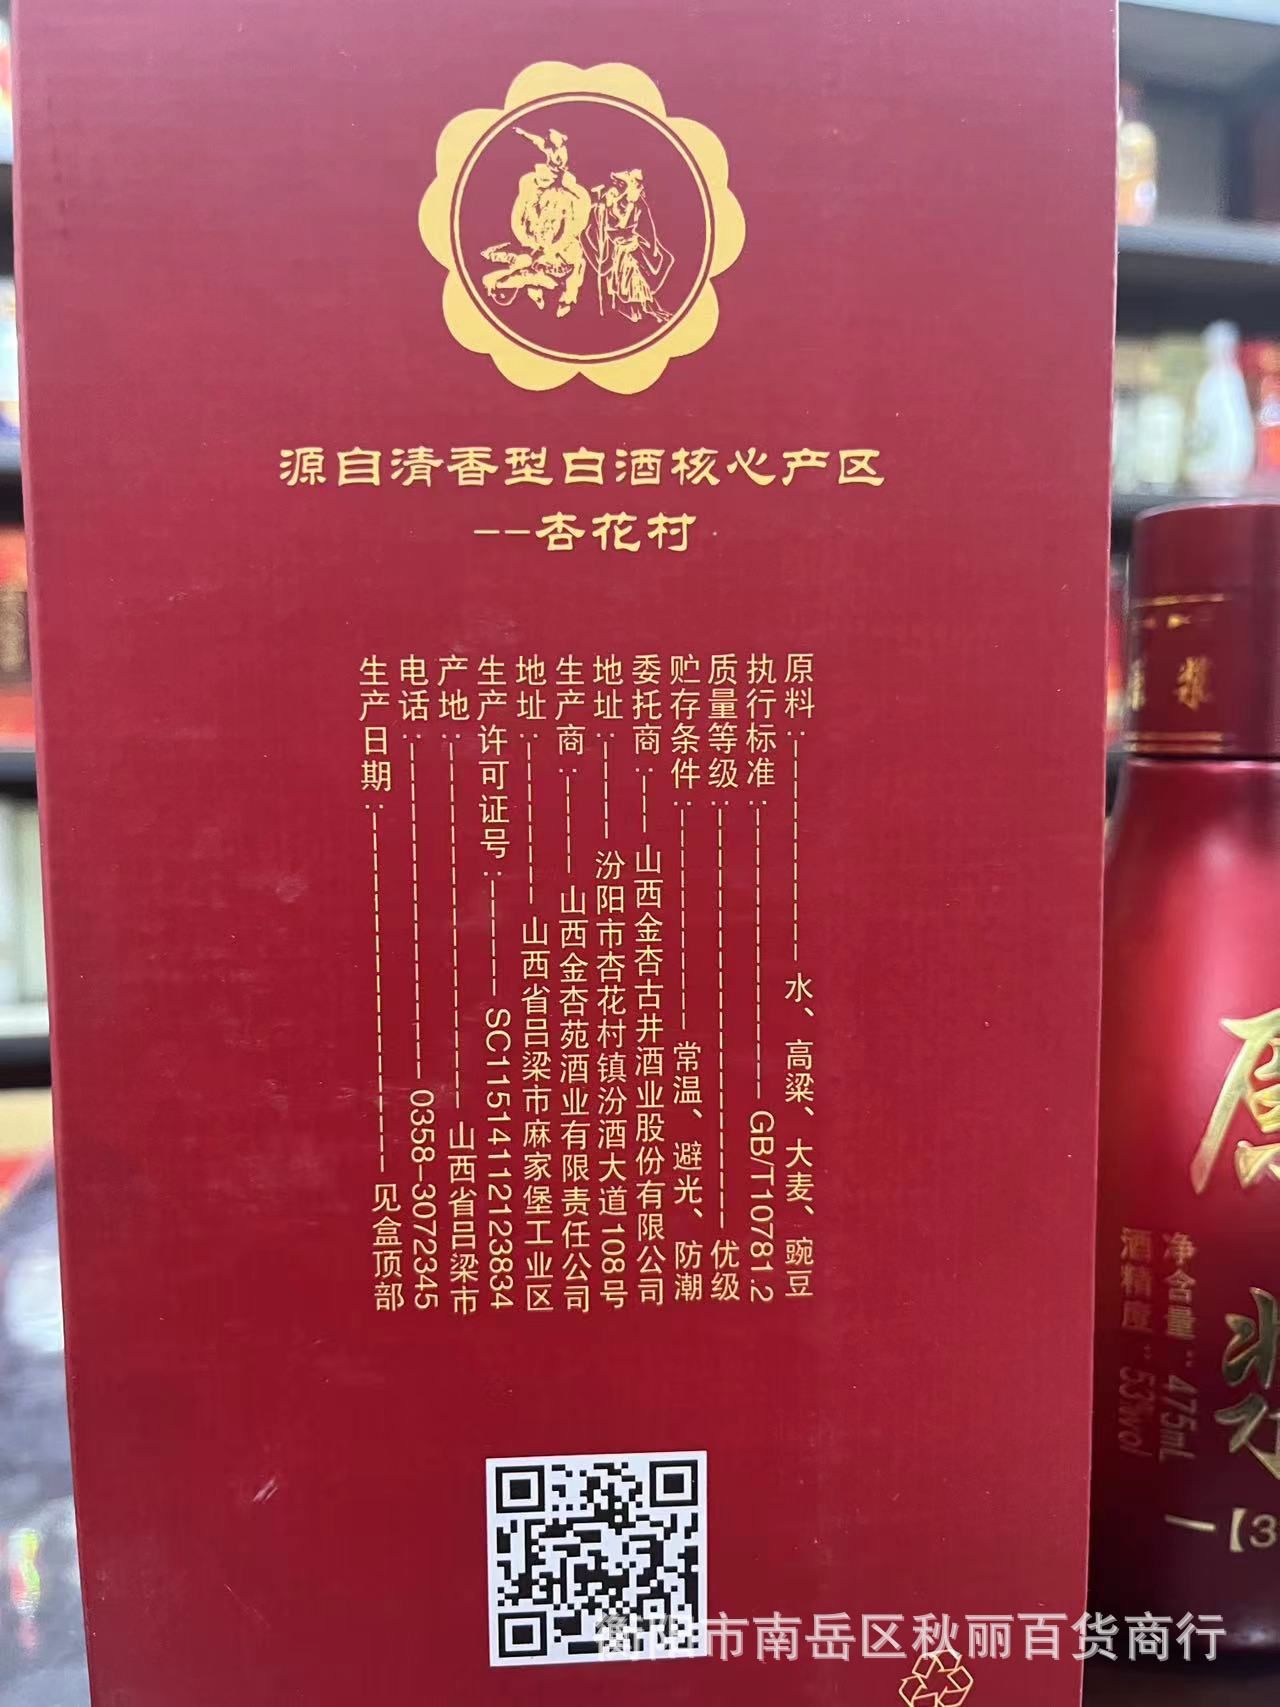 源自清香型白酒核心产区
--杏花村
原料：水、高粱、大麦、豌豆
执行标准：GB/T10781.2
质量等级：优级
贮存条件：常温、避光、防潮
委托商：山西金杏古井酒业股份有限公司
地址：汾阳市杏花村镇汾酒大道108号
生产商：山西金杏苑酒业有限责任公司
地址：山西省吕梁市麻家堡工业区
生产许可证号：SC11514112123834
产地：山西省吕梁市
电话：0358-3072345
生产日期：见盒顶部
原浆
原浆
净含量：475mL
酒精度：53%vol
【3
衡阳市南岳区秋丽百货商行